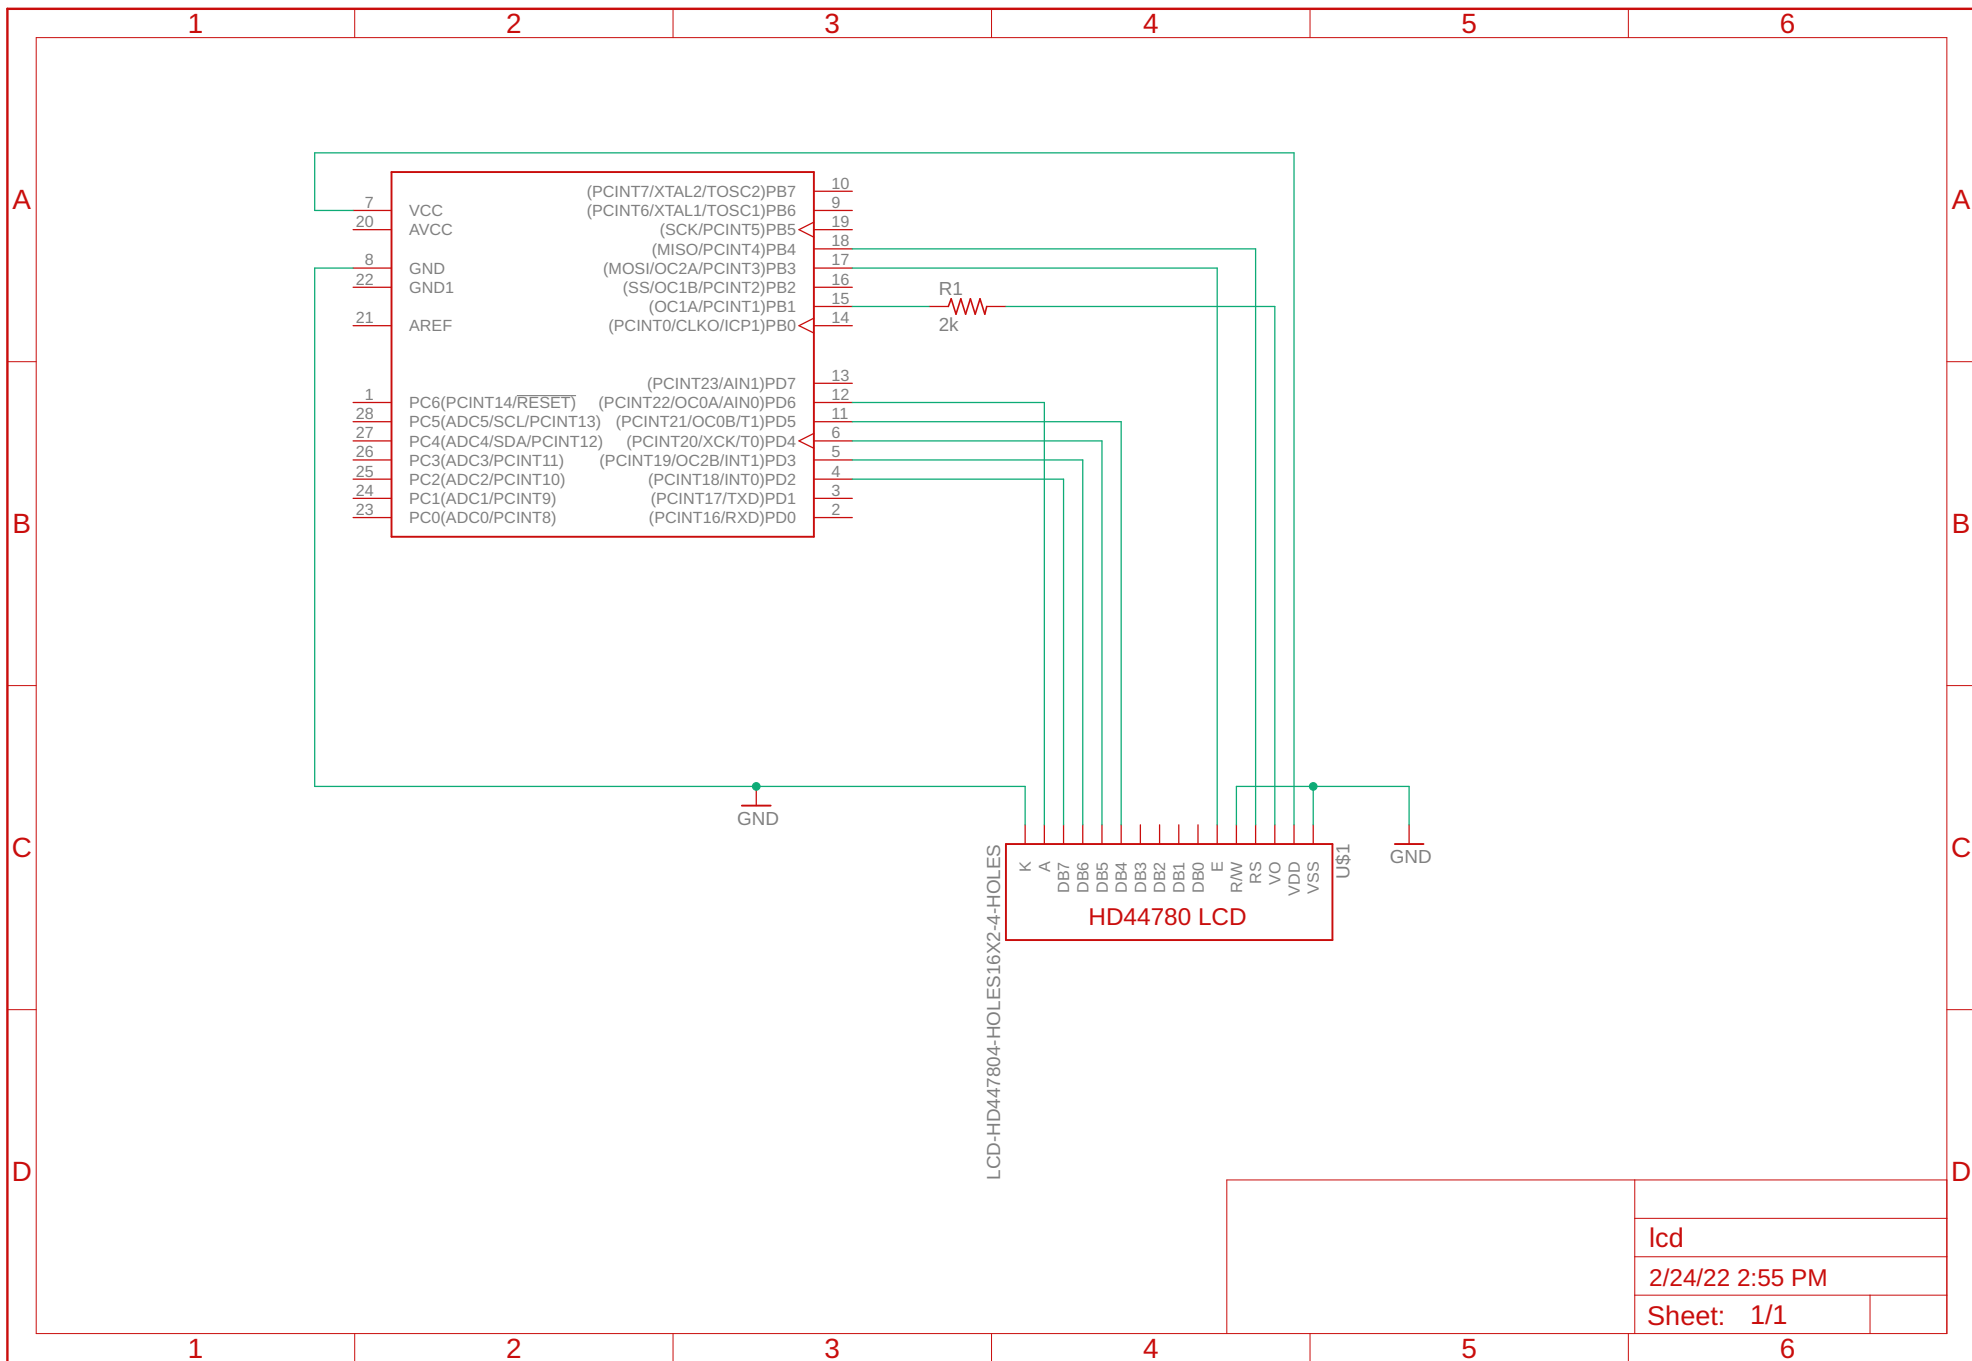 1 2 3 4 5 6
A A
7 VCC (PCINT7/XTAL2/TOSC2)PB7 10
20 AVCC (PCINT6/XTAL1/TOSC1)PB6 9
(SCK/PCINT5)PB5 19
(MISO/PCINT4)PB4 18
8 GND (MOSI/OC2A/PCINT3)PB3 17
22 GND1 (SS/OC1B/PCINT2)PB2 16
(OC1A/PCINT1)PB1 15
21 AREF (PCINT0/CLKO/ICP1)PB0 14
R1
2k
(PCINT23/AIN1)PD7 13
1 PC6(PCINT14/RESET) (PCINT22/OC0A/AIN0)PD6 12
28 PC5(ADC5/SCL/PCINT13) (PCINT21/OC0B/T1)PD5 11
27 PC4(ADC4/SDA/PCINT12) (PCINT20/XCK/T0)PD4 6
26 PC3(ADC3/PCINT11) (PCINT19/OC2B/INT1)PD3 5
25 PC2(ADC2/PCINT10) (PCINT18/INT0)PD2 4
24 PC1(ADC1/PCINT9) (PCINT17/TXD)PD1 3
23 PC0(ADC0/PCINT8) (PCINT16/RXD)PD0 2
B B
GND
GND
C C
K A DB7 DB6 DB5 DB4 DB3 DB2 DB1 DB0 E R/W RS VO VDD VSS
U$1
HD44780 LCD
LCD-HD447804-HOLES16X2-4-HOLES
D D
lcd
2/24/22 2:55 PM
Sheet: 1/1
1 2 3 4 5 6